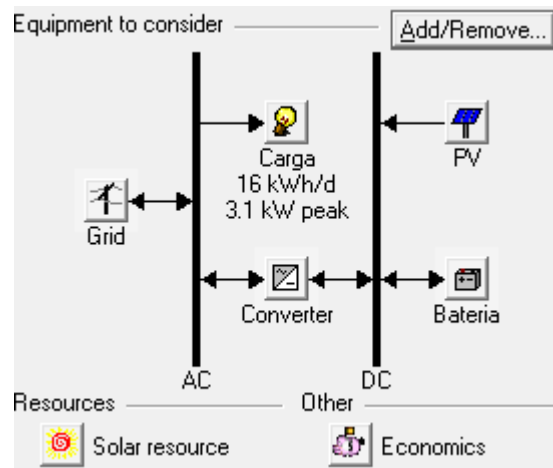 Equipment to consider
Add/Remove...
Carga
16 kWh/d
3.1 kW peak
PV
Grid
Converter
Bateria
AC
DC
Resources
Other
Solar resource
Economics